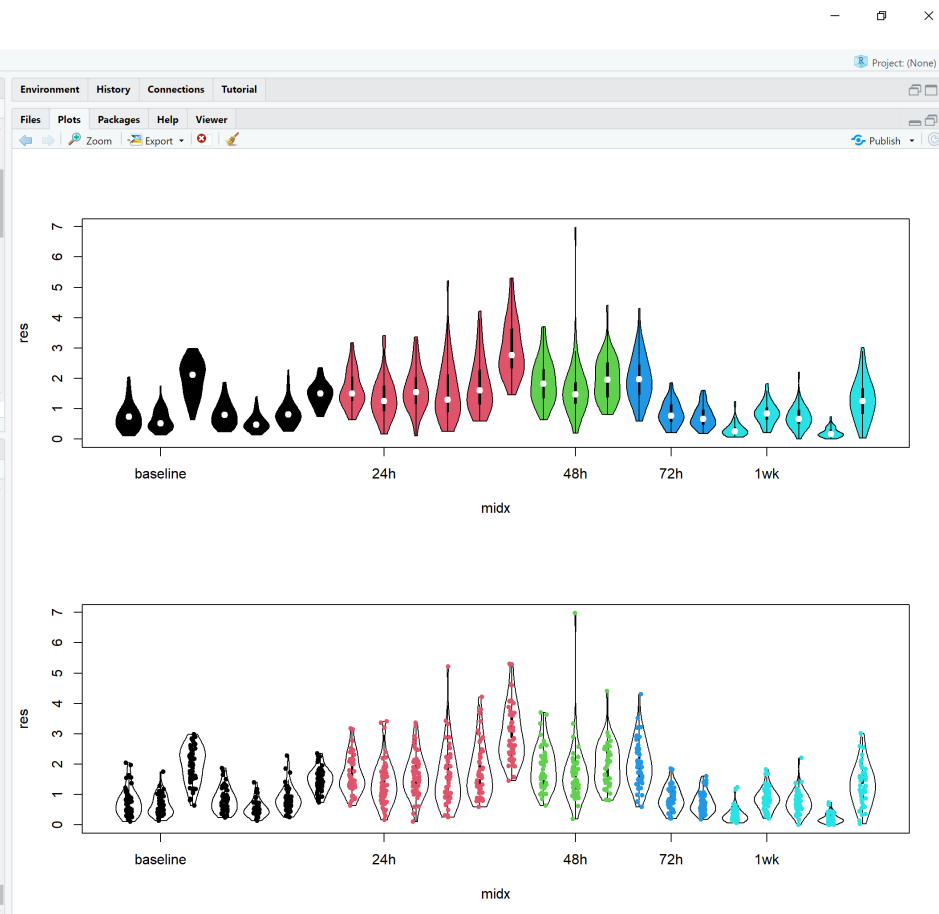 Project: (None)
Environment History Connections Tutorial
Files Plots Packages Help Viewer
Zoom Export Publish
7
6
5
4
3
2
1
0
res
baseline 24h 48h 72h 1wk
midx
7
6
5
4
3
2
1
0
res
baseline 24h 48h 72h 1wk
midx